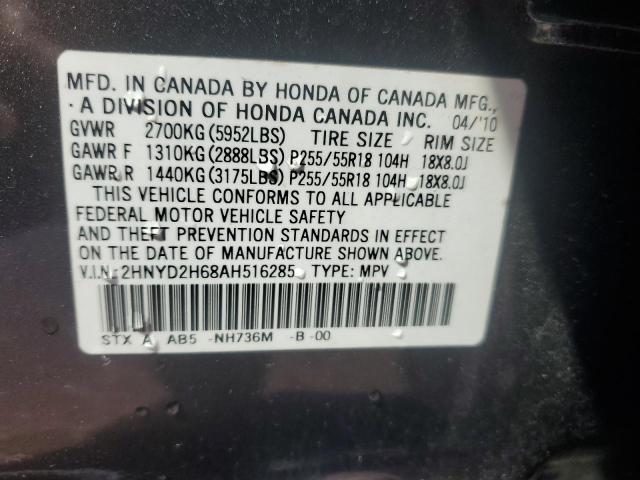 MFD. IN CANADA BY HONDA OF CANADA MFG.,
A DIVISION OF HONDA CANADA INC. 04/'10
GVWR 2700KG(5952LBS) TIRE SIZE RIM SIZE
GAWR F 1310KG(2888LBS) P255/55R18 104H 18X8.0J
GAWR R 1440KG(3175LBS) P255/55R18 104H 18X8.0J
THIS VEHICLE CONFORMS TO ALL APPLICABLE
FEDERAL MOTOR VEHICLE SAFETY
AND THEFT PREVENTION STANDARDS IN EFFECT
ON THE DATE OF MANUFACTURE SHOWN ABOVE.
V.I.N: 2HNYD2H68AH516285 TYPE: MPV
STX A AB5 -NH736M -B -00